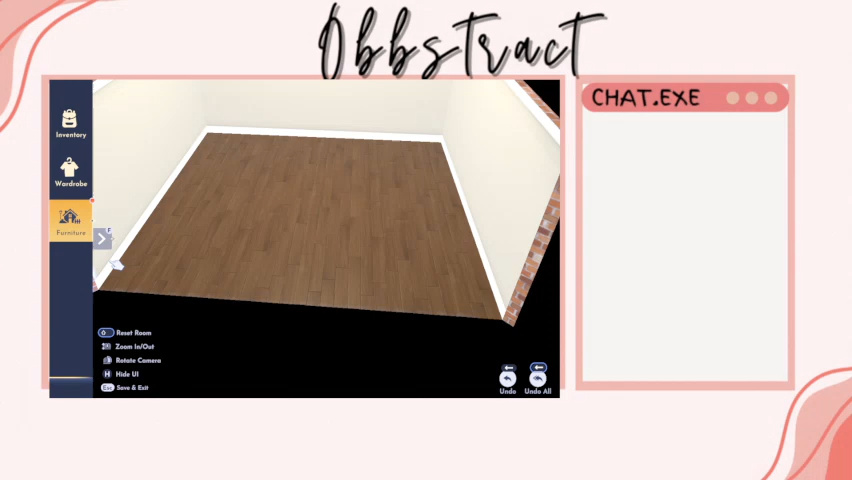 Obbstract
CHAT.EXE
Inventory
Wardrobe
Furniture
F
Reset Room
Zoom In/Out
Rotate Camera
H Hide UI
Esc Save & Exit
Undo
Undo All